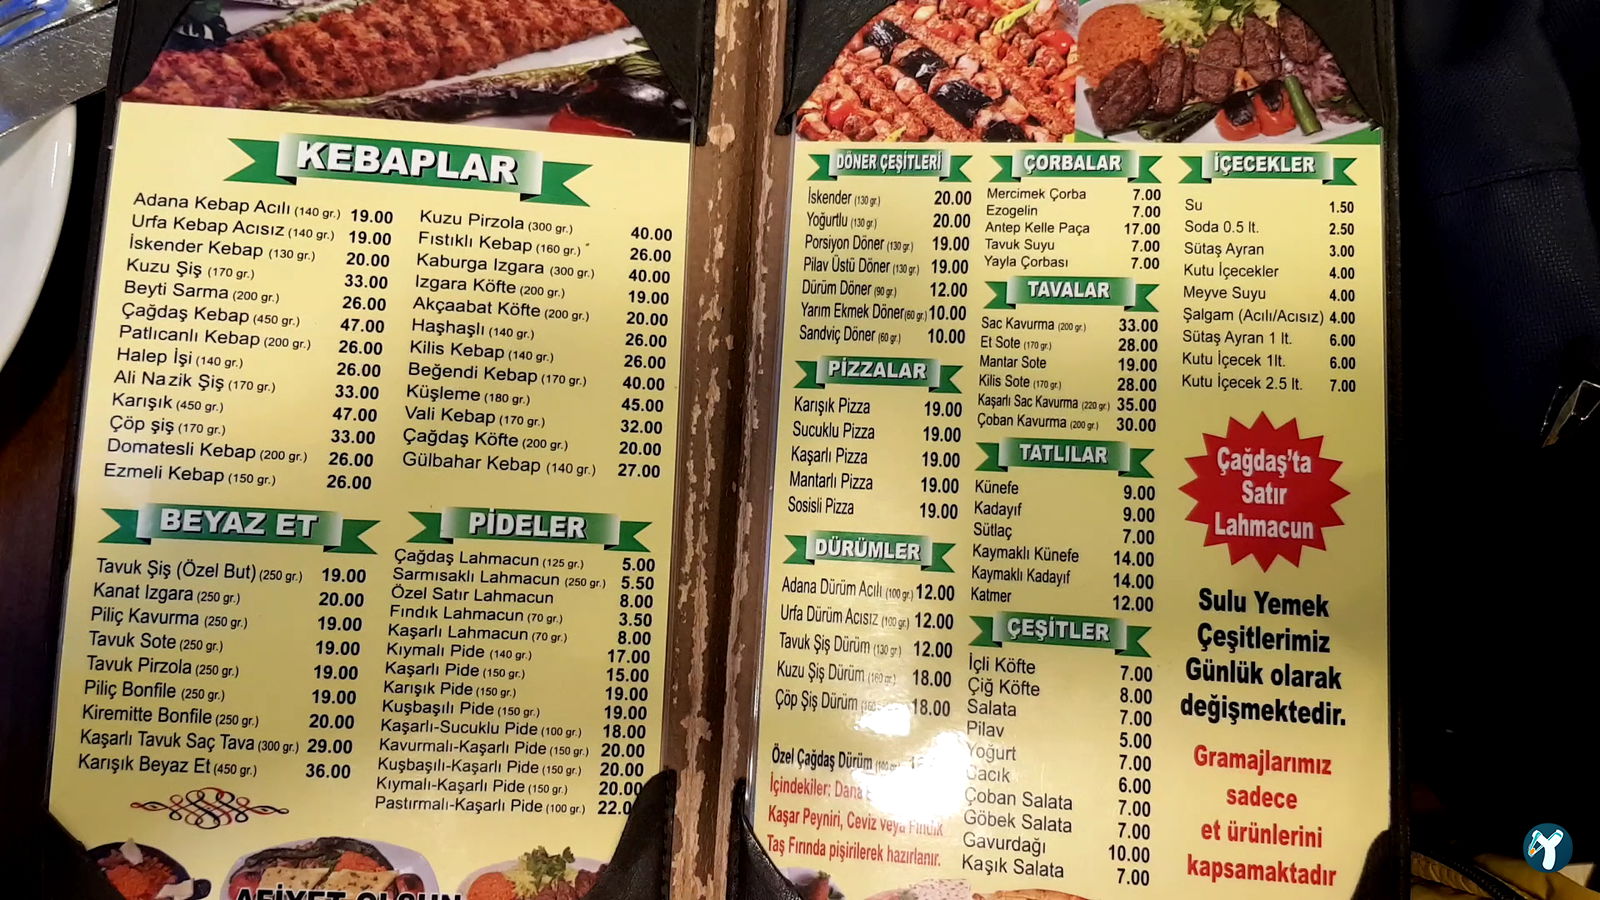 KEBAPLAR
Adana Kebap Acılı (140 gr.) 19.00
Urfa Kebap Acısız (140 gr.) 19.00
İskender Kebap (130 gr.) 20.00
Kuzu Şiş (170 gr.) 33.00
Beyti Sarma (200 gr.) 26.00
Çağdaş Kebap (450 gr.) 47.00
Patlıcanlı Kebap (200 gr.) 26.00
Halep İşi (140 gr.) 26.00
Ali Nazik Şiş (170 gr.) 33.00
Karışık (450 gr.) 47.00
Çöp şiş (170 gr.) 33.00
Domatesli Kebap (200 gr.) 26.00
Ezmeli Kebap (150 gr.) 26.00
Kuzu Pirzola (300 gr.) 40.00
Fıstıklı Kebap (160 gr.) 26.00
Kaburga Izgara (300 gr.) 40.00
Izgara Köfte (200 gr.) 19.00
Akçaabat Köfte (200 gr.) 20.00
Haşhaşlı (140 gr.) 26.00
Kilis Kebap (140 gr.) 26.00
Beğendi Kebap (170 gr.) 40.00
Küşleme (180 gr.) 45.00
Vali Kebap (170 gr.) 32.00
Çağdaş Köfte (200 gr.) 20.00
Gülbahar Kebap (140 gr.) 27.00
BEYAZ ET
Tavuk Şiş (Özel But) (250 gr.) 19.00
Kanat Izgara (250 gr.) 20.00
Piliç Kavurma (250 gr.) 19.00
Tavuk Sote (250 gr.) 19.00
Tavuk Pirzola (250 gr.) 19.00
Piliç Bonfile (250 gr.) 19.00
Kiremitte Bonfile (250 gr.) 20.00
Kaşarlı Tavuk Saç Tava (300 gr.) 29.00
Karışık Beyaz Et (450 gr.) 36.00
PİDELER
Çağdaş Lahmacun (125 gr.) 5.00
Sarmısaklı Lahmacun (250 gr.) 5.50
Özel Satır Lahmacun 8.00
Fındık Lahmacun (70 gr.) 3.50
Kaşarlı Lahmacun (70 gr.) 8.00
Kıymalı Pide (140 gr.) 17.00
Kaşarlı Pide (150 gr.) 15.00
Karışık Pide (150 gr.) 19.00
Kuşbaşılı Pide (150 gr.) 19.00
Kaşarlı-Sucuklu Pide (100 gr.) 18.00
Kavurmalı-Kaşarlı Pide (150 gr.) 20.00
Kuşbaşılı-Kaşarlı Pide (150 gr.) 20.00
Kıymalı-Kaşarlı Pide (150 gr.) 20.00
Pastırmalı-Kaşarlı Pide (100 gr.)
AFİYET OLSUN
DÖNER ÇEŞİTLERİ
İskender (130 gr.) 20.00
Yoğurtlu (130 gr.) 20.00
Porsiyon Döner (130 gr.) 19.00
Pilav Üstü Döner (130 gr.) 19.00
Dürüm Döner (90 gr.) 12.00
Yarım Ekmek Döner (60 gr.) 10.00
Sandviç Döner (60 gr.) 10.00
PİZZALAR
Karışık Pizza 19.00
Sucuklu Pizza 19.00
Kaşarlı Pizza 19.00
Mantarlı Pizza 19.00
Sosisli Pizza 19.00
DÜRÜMLER
Adana Dürüm Acılı (100 gr.) 12.00
Urfa Dürüm Acısız (100 gr.) 12.00
Tavuk Şiş Dürüm (130 gr.) 12.00
Kuzu Şiş Dürüm 18.00
Çöp Şiş Dürüm 18.00
Özel Çağdaş Dürüm
İçindekiler: Dana
Kaşar Peyniri, Ceviz veya Fındık
Taş Fırında pişirilerek hazırlanır.
ÇORBALAR
Mercimek Çorba 7.00
Ezogelin 7.00
Antep Kelle Paça 17.00
Tavuk Suyu 7.00
Yayla Çorbası 7.00
TAVALAR
Sac Kavurma (200 gr.) 33.00
Et Sote (170 gr.) 28.00
Mantar Sote 19.00
Kilis Sote (170 gr.) 28.00
Kaşarlı Sac Kavurma (220 gr.) 35.00
Çoban Kavurma (200 gr.) 30.00
TATLILAR
Künefe 9.00
Kadayıf 9.00
Sütlaç 7.00
Kaymaklı Künefe 14.00
Kaymaklı Kadayıf 14.00
Katmer 12.00
ÇEŞİTLER
İçli Köfte 7.00
Çiğ Köfte 8.00
Salata 7.00
Pilav 5.00
Yoğurt 7.00
Cacık 6.00
Çoban Salata 7.00
Göbek Salata 7.00
Gavurdağı 10.00
Kaşık Salata 7.00
İÇECEKLER
Su 1.50
Soda 0.5 lt. 2.50
Sütaş Ayran 3.00
Kutu İçecekler 4.00
Meyve Suyu 4.00
Şalgam (Acılı/Acısız) 4.00
Sütaş Ayran 1 lt. 6.00
Kutu İçecek 1lt. 6.00
Kutu İçecek 2.5 lt. 7.00
Çağdaş'ta
Satır
Lahmacun
Sulu Yemek
Çeşitlerimiz
Günlük olarak
değişmektedir.
Gramajlarımız
sadece
et ürünlerini
kapsamaktadır